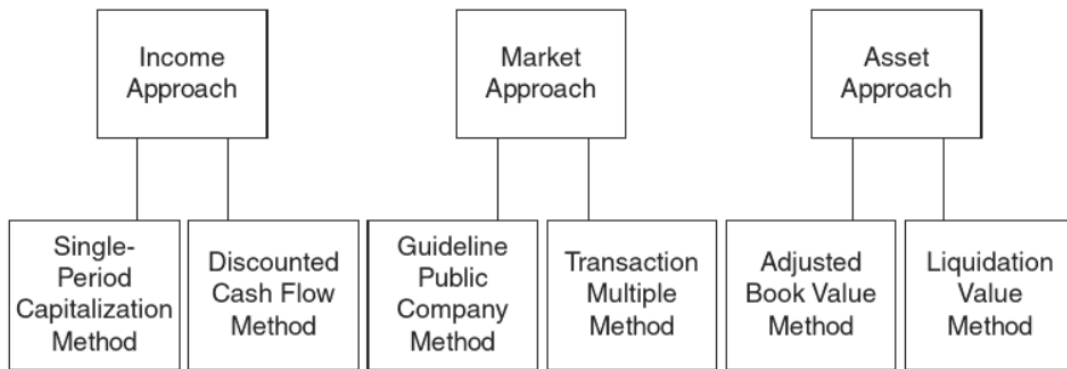 Income
Approach
Market
Approach
Asset
Approach
Single-
Period
Capitalization
Method
Discounted
Cash Flow
Method
Guideline
Public
Company
Method
Transaction
Multiple
Method
Adjusted
Book Value
Method
Liquidation
Value
Method